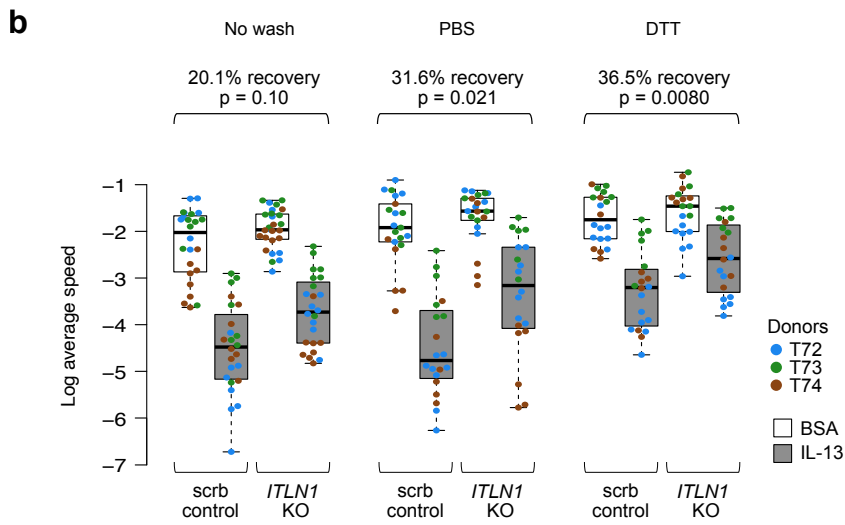 b
No wash
PBS
DTT
20.1% recovery
p = 0.10
31.6% recovery
p = 0.021
36.5% recovery
p = 0.0080
Log average speed
−1
−2
−3
−4
−5
−6
−7
scrb
control
ITLN1
KO
scrb
control
ITLN1
KO
scrb
control
ITLN1
KO
Donors
T72
T73
T74
BSA
IL-13